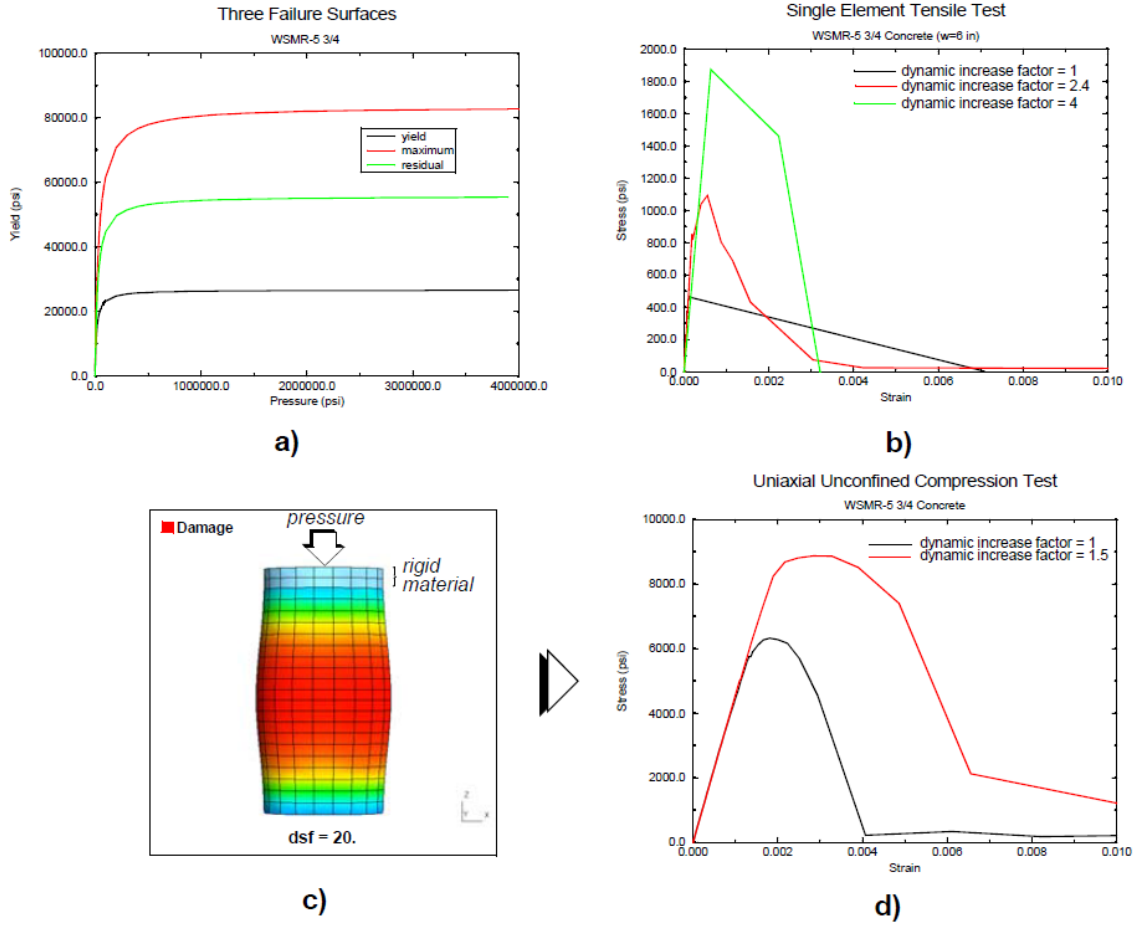 Three Failure Surfaces
WSMR-5 3/4
100000.0
80000.0
60000.0
40000.0
20000.0
0.0
Yield (psi)
yield
maximum
residual
0.0
1000000.0
2000000.0
3000000.0
4000000.0
Pressure (psi)
a)
Single Element Tensile Test
WSMR-5 3/4 Concrete (w=6 in)
2000.0
1800.0
1600.0
1400.0
1200.0
1000.0
800.0
600.0
400.0
200.0
0.0
Stress (psi)
dynamic increase factor = 1
dynamic increase factor = 2.4
dynamic increase factor = 4
0.000
0.002
0.004
0.006
0.008
0.010
Strain
b)
Damage
pressure
rigid
material
Z
Y
X
dsf = 20.
c)
Uniaxial Unconfined Compression Test
WSMR-5 3/4 Concrete
10000.0
8000.0
6000.0
4000.0
2000.0
0.0
Stress (psi)
dynamic increase factor = 1
dynamic increase factor = 1.5
0.000
0.002
0.004
0.006
0.008
0.010
Strain
d)